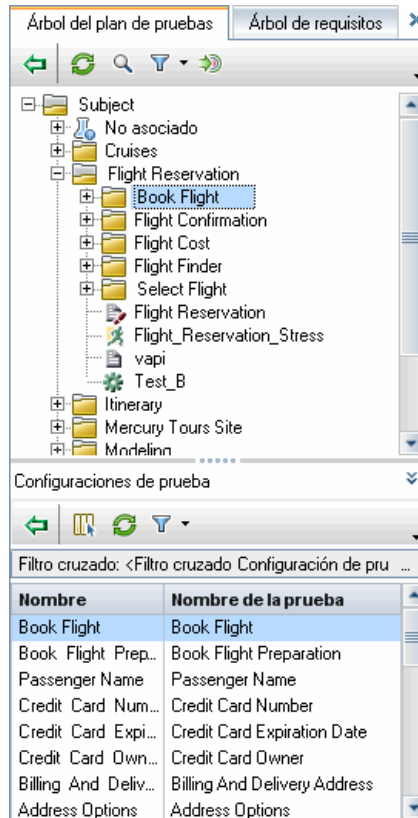 Árbol del plan de pruebas Árbol de requisitos
Subject
No asociado
Cruises
Flight Reservation
Book Flight
Flight Confirmation
Flight Cost
Flight Finder
Select Flight
Flight Reservation
Flight_Reservation_Stress
vapi
Test_B
Itinerary
Mercury Tours Site
Modeling
Configuraciones de prueba
Filtro cruzado: <Filtro cruzado Configuración de pru ...
Nombre Nombre de la prueba
Book Flight Book Flight
Book Flight Prep... Book Flight Preparation
Passenger Name Passenger Name
Credit Card Num... Credit Card Number
Credit Card Expi... Credit Card Expiration Date
Credit Card Own... Credit Card Owner
Billing And Deliv... Billing And Delivery Address
Address Options Address Options